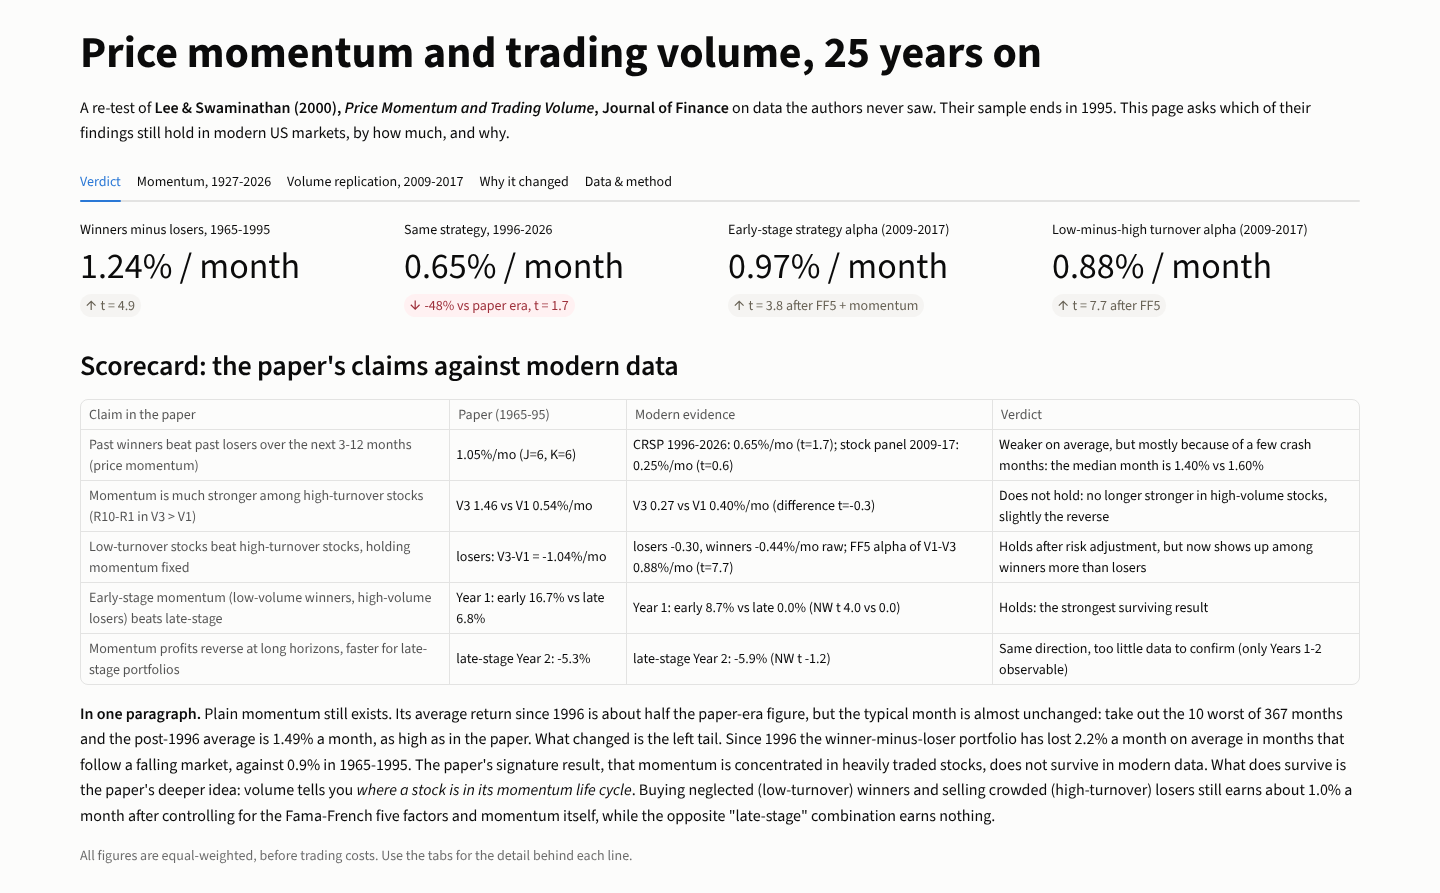 Price momentum and trading volume, 25 years on
A re-test of Lee & Swaminathan (2000), Price Momentum and Trading Volume, Journal of Finance on data the authors never saw. Their sample ends in 1995. This page asks which of their
findings still hold in modern US markets, by how much, and why.
Verdict Momentum, 1927-2026 Volume replication, 2009-2017 Why it changed Data & method
Winners minus losers, 1965-1995
1.24% / month
↑ t = 4.9
Same strategy, 1996-2026
0.65% / month
↓ -48% vs paper era, t = 1.7
Early-stage strategy alpha (2009-2017)
0.97% / month
↑ t = 3.8 after FF5 + momentum
Low-minus-high turnover alpha (2009-2017)
0.88% / month
↑ t = 7.7 after FF5
Scorecard: the paper's claims against modern data
Claim in the paper
Paper (1965-95)
Modern evidence
Verdict
Past winners beat past losers over the next 3-12 months
(price momentum)
1.05%/mo (J=6, K=6)
CRSP 1996-2026: 0.65%/mo (t=1.7); stock panel 2009-17:
0.25%/mo (t=0.6)
Weaker on average, but mostly because of a few crash
months: the median month is 1.40% vs 1.60%
Momentum is much stronger among high-turnover stocks
(R10-R1 in V3 > V1)
V3 1.46 vs V1 0.54%/mo
V3 0.27 vs V1 0.40%/mo (difference t=-0.3)
Does not hold: no longer stronger in high-volume stocks,
slightly the reverse
Low-turnover stocks beat high-turnover stocks, holding
momentum fixed
losers: V3-V1 = -1.04%/mo
losers -0.30, winners -0.44%/mo raw; FF5 alpha of V1-V3
0.88%/mo (t=7.7)
Holds after risk adjustment, but now shows up among
winners more than losers
Early-stage momentum (low-volume winners, high-volume
losers) beats late-stage
Year 1: early 16.7% vs late
6.8%
Year 1: early 8.7% vs late 0.0% (NW t 4.0 vs 0.0)
Holds: the strongest surviving result
Momentum profits reverse at long horizons, faster for late-
stage portfolios
late-stage Year 2: -5.3%
late-stage Year 2: -5.9% (NW t -1.2)
Same direction, too little data to confirm (only Years 1-2
observable)
In one paragraph. Plain momentum still exists. Its average return since 1996 is about half the paper-era figure, but the typical month is almost unchanged: take out the 10 worst of 367 months
and the post-1996 average is 1.49% a month, as high as in the paper. What changed is the left tail. Since 1996 the winner-minus-loser portfolio has lost 2.2% a month on average in months that
follow a falling market, against 0.9% in 1965-1995. The paper's signature result, that momentum is concentrated in heavily traded stocks, does not survive in modern data. What does survive is
the paper's deeper idea: volume tells you where a stock is in its momentum life cycle. Buying neglected (low-turnover) winners and selling crowded (high-turnover) losers still earns about 1.0% a
month after controlling for the Fama-French five factors and momentum itself, while the opposite "late-stage" combination earns nothing.
All figures are equal-weighted, before trading costs. Use the tabs for the detail behind each line.